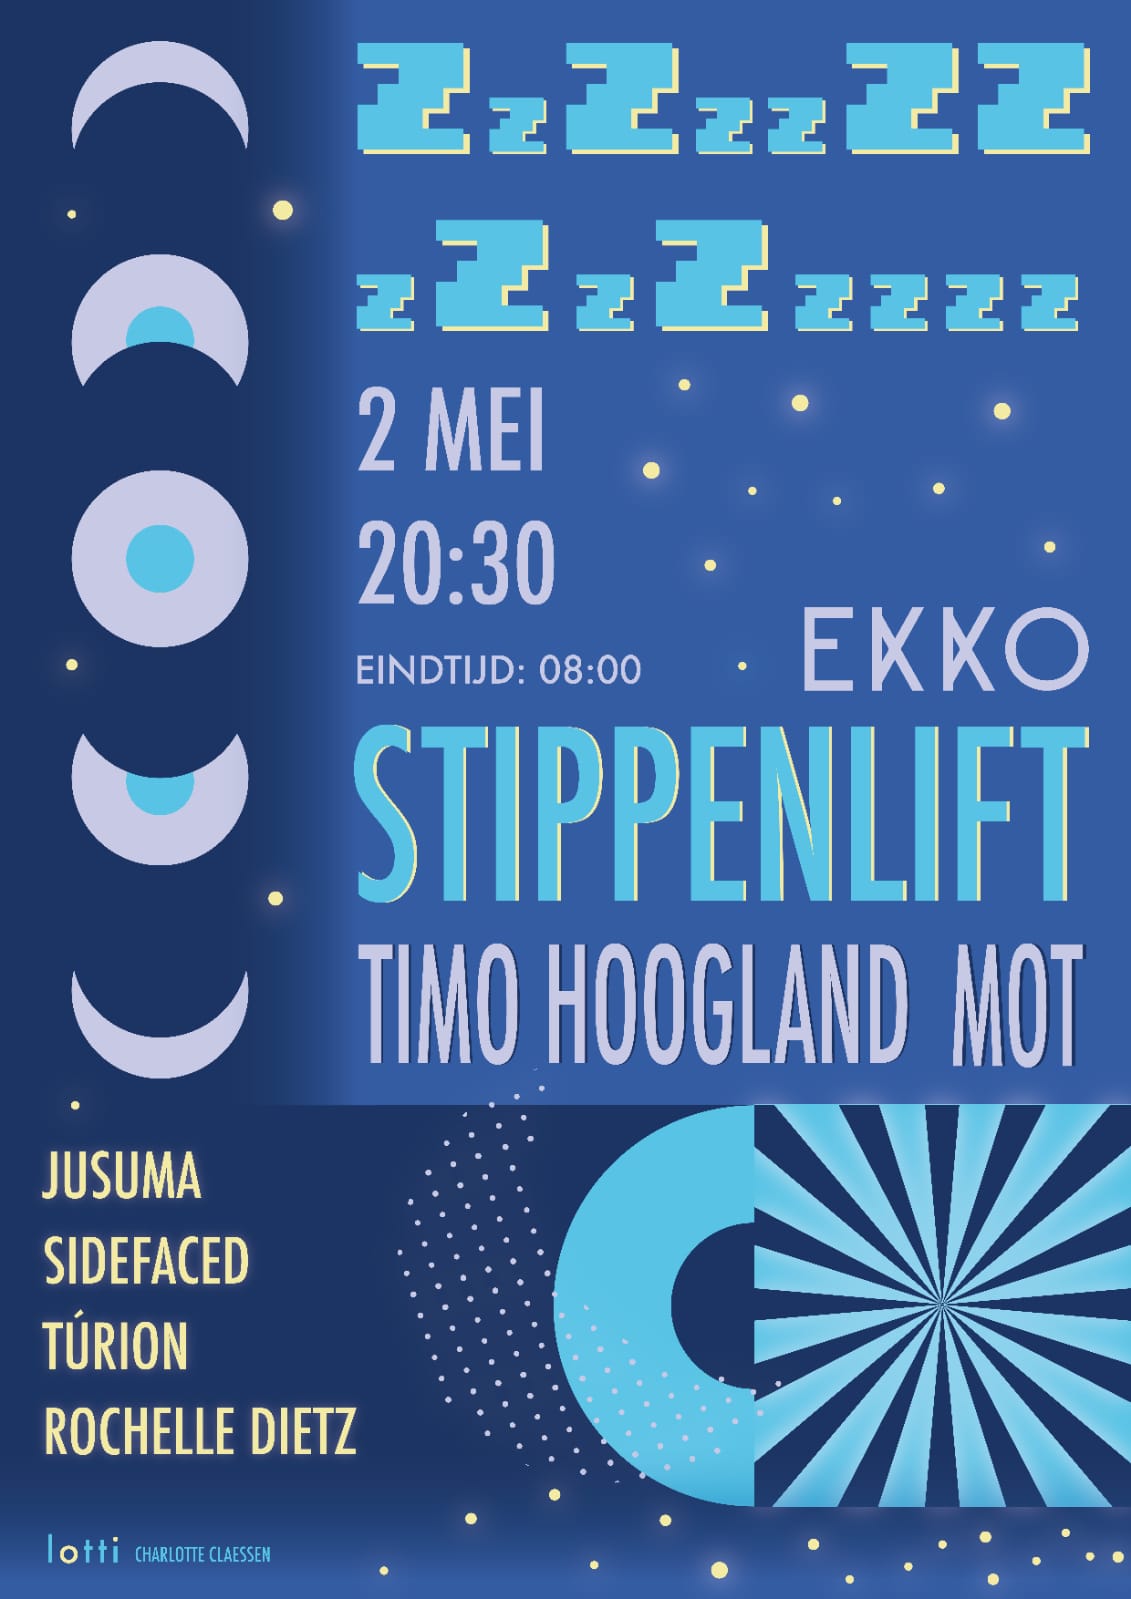 ZzZzzZZ
zZzZzzzz
2 MEI
20:30
EINDTIJD: 08:00
EKKO
STIPPENLIFT
TIMO HOOGLAND MOT
JUSUMA
SIDEFACED
TÚRION
ROCHELLE DIETZ
lotti CHARLOTTE CLAESSEN